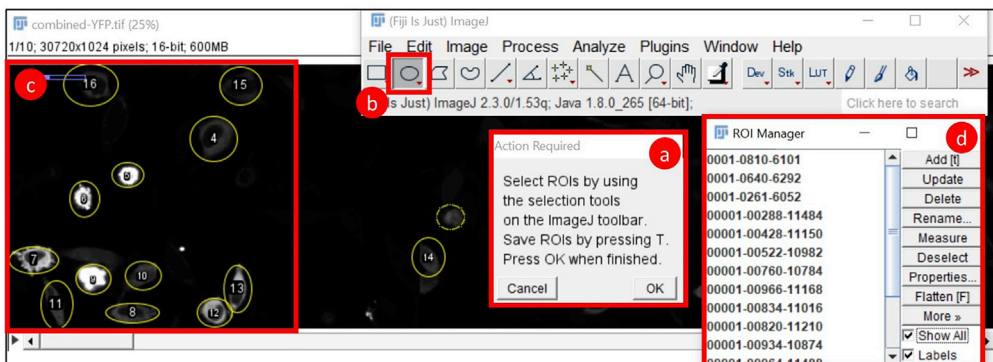 combined-YFP.tif (25%)
1/10; 30720x1024 pixels; 16-bit; 600MB
c
16
15
4
7
10
11
8
12
13
14
(Fiji Is Just) ImageJ
File Edit Image Process Analyze Plugins Window Help
A Dev Stk LUT
b
Is Just) ImageJ 2.3.0/1.53q; Java 1.8.0_265 [64-bit];
Click here to search
Action Required
a
Select ROIs by using
the selection tools
on the ImageJ toolbar.
Save ROIs by pressing T.
Press OK when finished.
Cancel
OK
ROI Manager
d
0001-0810-6101
0001-0640-6292
0001-0261-6052
00001-00288-11484
00001-00428-11150
00001-00522-10982
00001-00760-10784
00001-00966-11168
00001-00834-11016
00001-00820-11210
00001-00934-10874
00001-00964-11488
Add [t]
Update
Delete
Rename...
Measure
Deselect
Properties...
Flatten [F]
More »
Show All
Labels